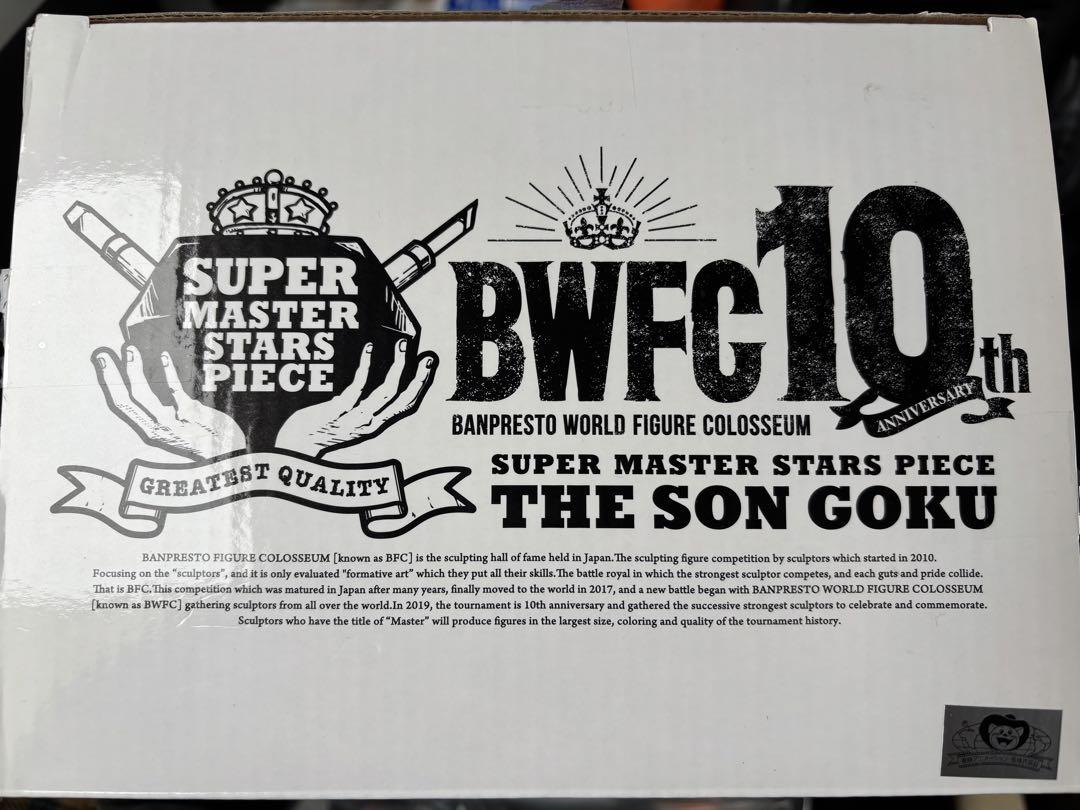 SUPER
MASTER
STARS
PIECE
GREATEST QUALITY
BWFC 10th
ANNIVERSARY
BANPRESTO WORLD FIGURE COLOSSEUM
SUPER MASTER STARS PIECE
THE SON GOKU
BANPRESTO FIGURE COLOSSEUM [known as BFC] is the sculpting hall of fame held in Japan.The sculpting figure competition by sculptors which started in 2010.
Focusing on the “sculptors”, and it is only evaluated “formative art” which they put all their skills.The battle royal in which the strongest sculptor competes, and each guts and pride collide.
That is BFC.This competition which was matured in Japan after many years, finally moved to the world in 2017, and a new battle began with BANPRESTO WORLD FIGURE COLOSSEUM
[known as BWFC] gathering sculptors from all over the world.In 2019, the tournament is 10th anniversary and gathered the successive strongest sculptors to celebrate and commemorate.
Sculptors who have the title of “Master” will produce figures in the largest size, coloring and quality of the tournament history.